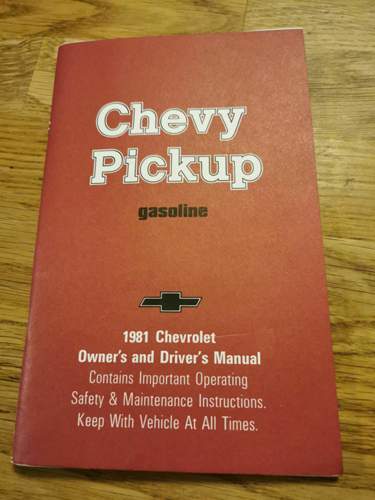 Chevy
Pickup
gasoline
1981 Chevrolet
Owner's and Driver's Manual
Contains Important Operating
Safety & Maintenance Instructions.
Keep With Vehicle At All Times.